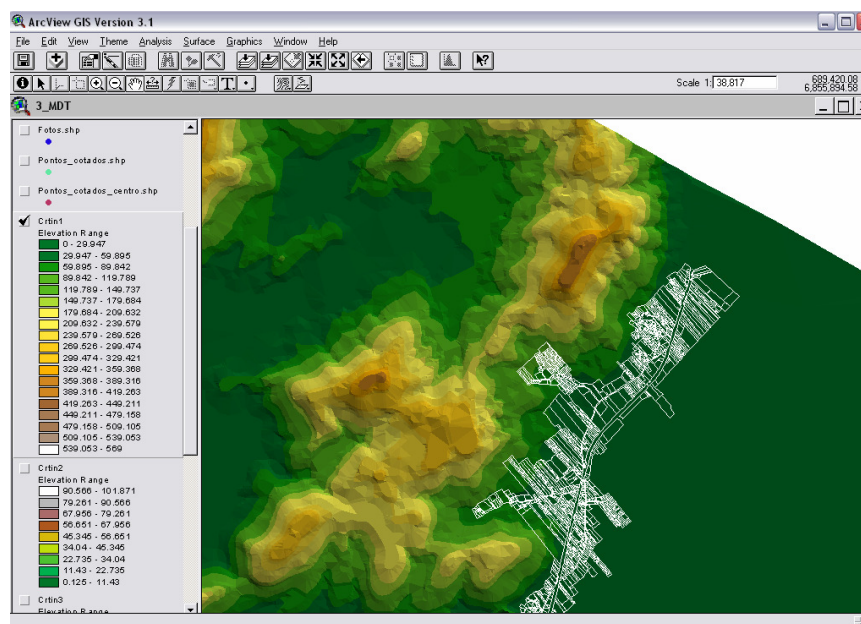 ArcView GIS Version 3.1
File Edit View Theme Analysis Surface Graphics Window Help
Scale 1: 38,817
689,420.08
6,855,894.58
3_MDT
Fotos.shp
Pontos_cotados.shp
Pontos_cotados_centro.shp
Crtin1
Elevation Range
0 - 29.947
29.947 - 59.895
59.895 - 89.842
89.842 - 119.789
119.789 - 149.737
149.737 - 179.684
179.684 - 209.632
209.632 - 239.579
239.579 - 269.526
269.526 - 299.474
299.474 - 329.421
329.421 - 359.368
359.368 - 389.316
389.316 - 419.263
419.263 - 449.211
449.211 - 479.158
479.158 - 509.105
509.105 - 539.053
539.053 - 569
Crtin2
Elevation Range
90.566 - 101.871
79.261 - 90.566
67.956 - 79.261
56.651 - 67.956
45.345 - 56.651
34.04 - 45.345
22.735 - 34.04
11.43 - 22.735
0.125 - 11.43
Crtin3
Elevation Range